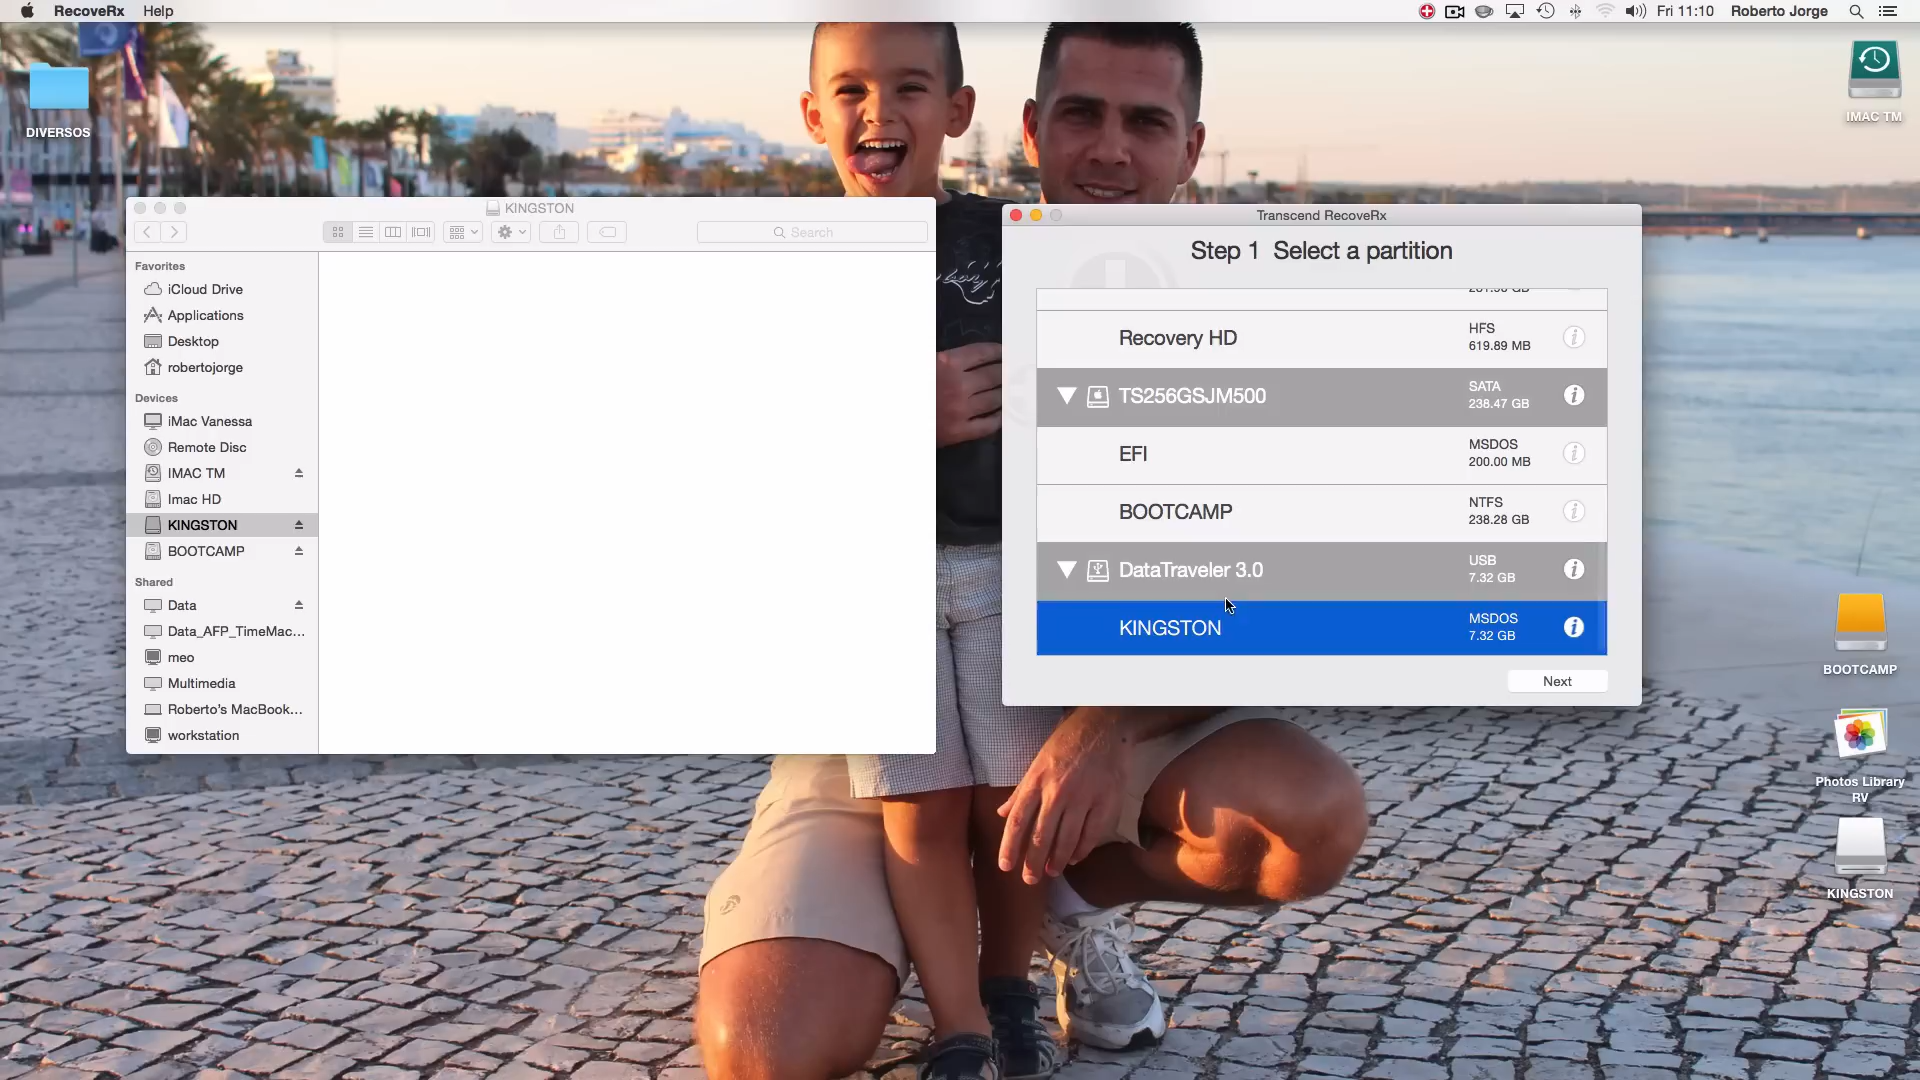 RecoveRx Help
Fri 11:10 Roberto Jorge
DIVERSOS
IMAC TM
KINGSTON
Search
Favorites
iCloud Drive
Applications
Desktop
robertojorge
Devices
iMac Vanessa
Remote Disc
IMAC TM
Imac HD
KINGSTON
BOOTCAMP
Shared
Data
Data_AFP_TimeMac...
meo
Multimedia
Roberto's MacBook...
workstation
Transcend RecoveRx
Step 1 Select a partition
Recovery HD
HFS
619.89 MB
TS256GSJM500
SATA
238.47 GB
EFI
MSDOS
200.00 MB
BOOTCAMP
NTFS
238.28 GB
DataTraveler 3.0
USB
7.32 GB
KINGSTON
MSDOS
7.32 GB
Next
BOOTCAMP
Photos Library
RV
KINGSTON